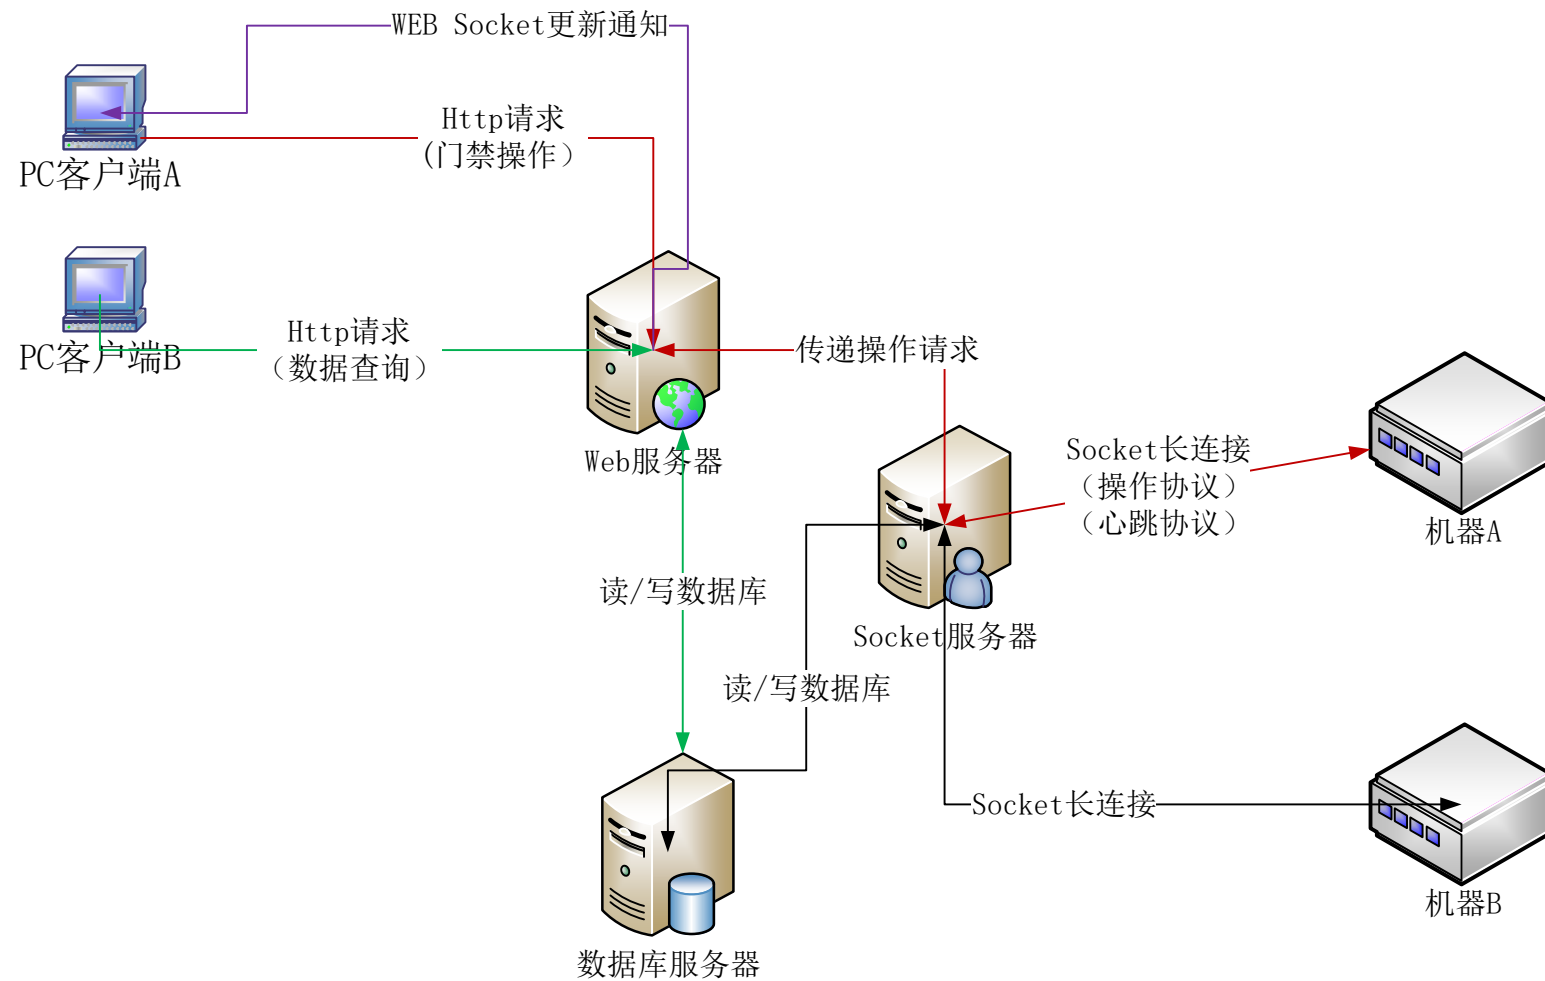 WEB Socket更新通知
Http请求
(门禁操作）
PC客户端A
Http请求
（数据查询）
PC客户端B
传递操作请求
Web服务器
Socket长连接
（操作协议）
（心跳协议）
机器A
读/写数据库
Socket服务器
读/写数据库
Socket长连接
机器B
数据库服务器